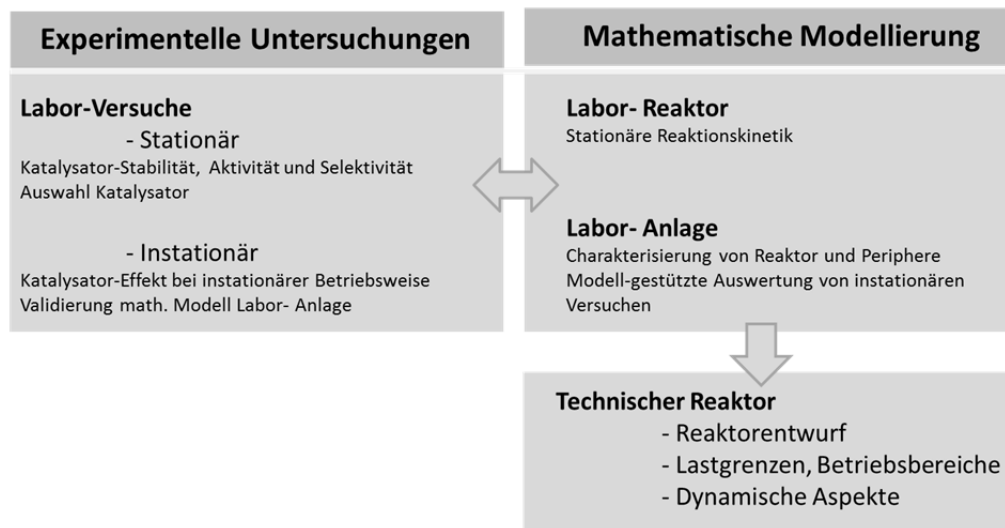 Experimentelle Untersuchungen
Labor-Versuche
- Stationär
Katalysator-Stabilität, Aktivität und Selektivität
Auswahl Katalysator
- Instationär
Katalysator-Effekt bei instationärer Betriebsweise
Validierung math. Modell Labor- Anlage
Mathematische Modellierung
Labor- Reaktor
Stationäre Reaktionskinetik
Labor- Anlage
Charakterisierung von Reaktor und Periphere
Modell-gestützte Auswertung von instationären
Versuchen
Technischer Reaktor
- Reaktorentwurf
- Lastgrenzen, Betriebsbereiche
- Dynamische Aspekte